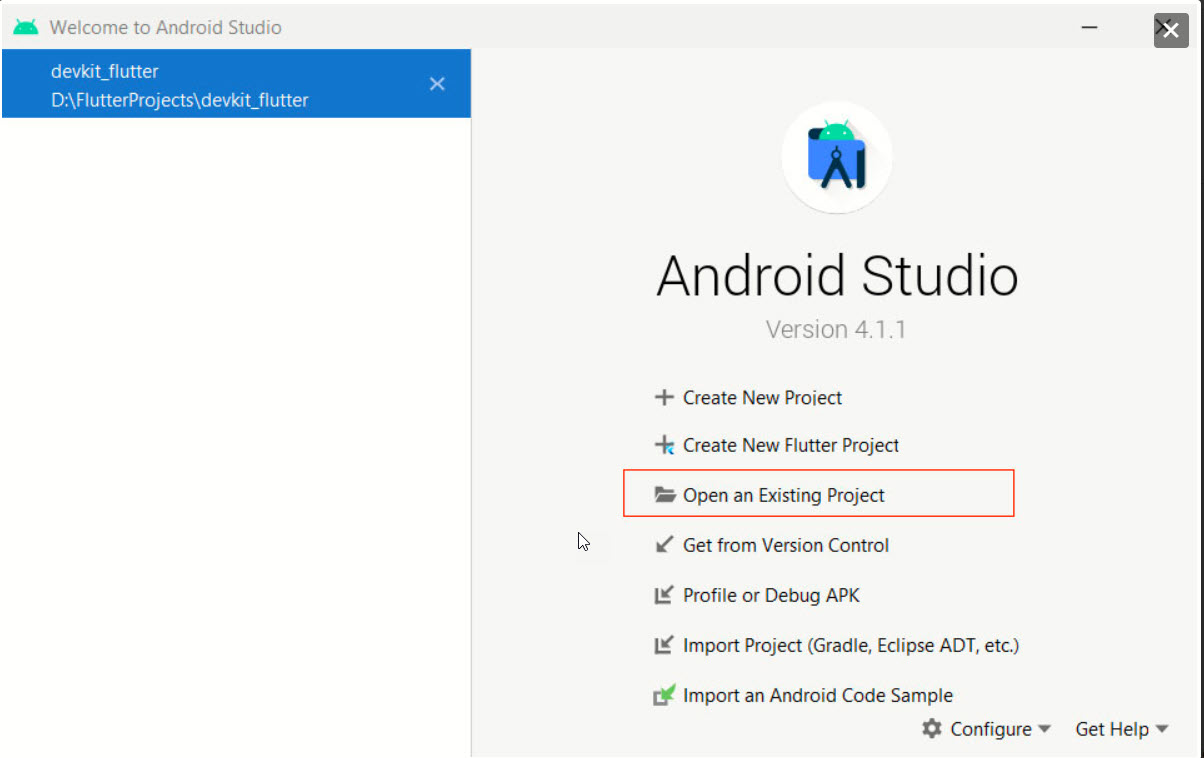 Welcome to Android Studio
devkit_flutter
D:\FlutterProjects\devkit_flutter
Android Studio
Version 4.1.1
Create New Project
Create New Flutter Project
Open an Existing Project
Get from Version Control
Profile or Debug APK
Import Project (Gradle, Eclipse ADT, etc.)
Import an Android Code Sample
Configure
Get Help